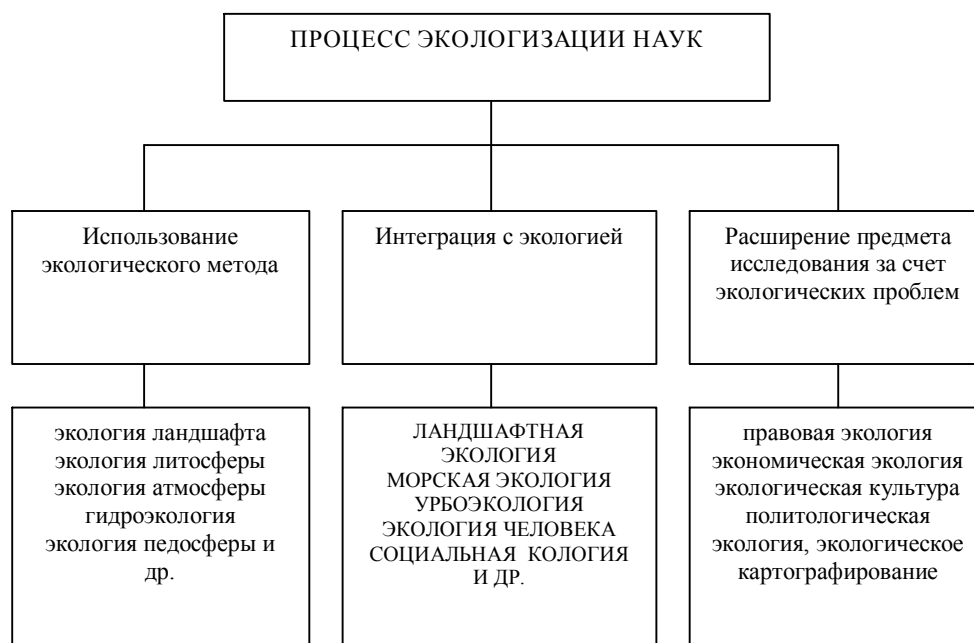 ПРОЦЕСС ЭКОЛОГИЗАЦИИ НАУК
Использование
экологического метода
Интеграция с экологией
Расширение предмета
исследования за счет
экологических проблем
экология ландшафта
экология литосферы
экология атмосферы
гидроэкология
экология педосферы и
др.
ЛАНДШАФТНАЯ
ЭКОЛОГИЯ
МОРСКАЯ ЭКОЛОГИЯ
УРБОЭКОЛОГИЯ
ЭКОЛОГИЯ ЧЕЛОВЕКА
СОЦИАЛЬНАЯ КОЛОГИЯ
И ДР.
правовая экология
экономическая экология
экологическая культура
политологическая
экология, экологическое
картографирование